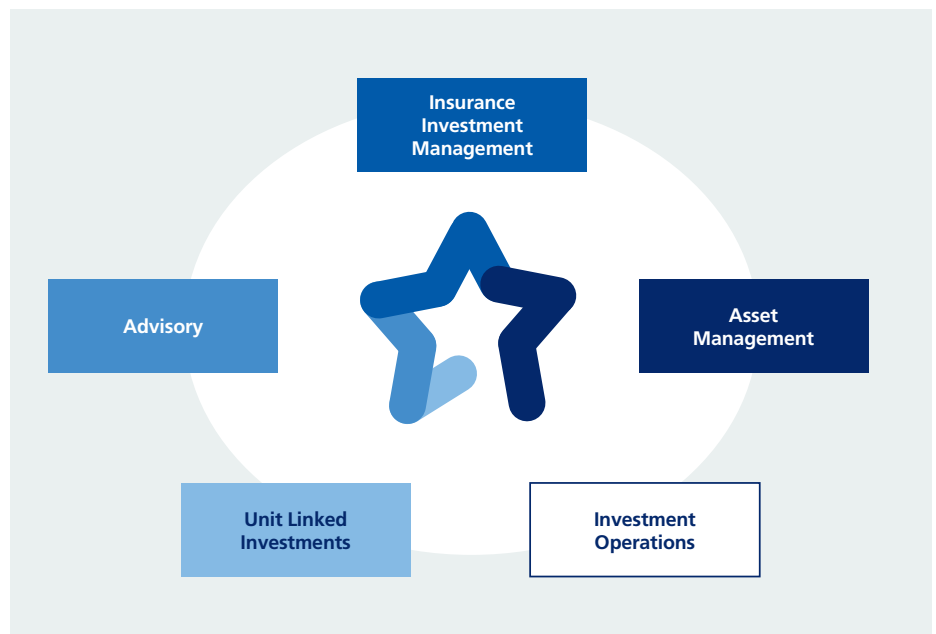 Insurance
Investment
Management
Advisory
Asset
Management
Unit Linked
Investments
Investment
Operations